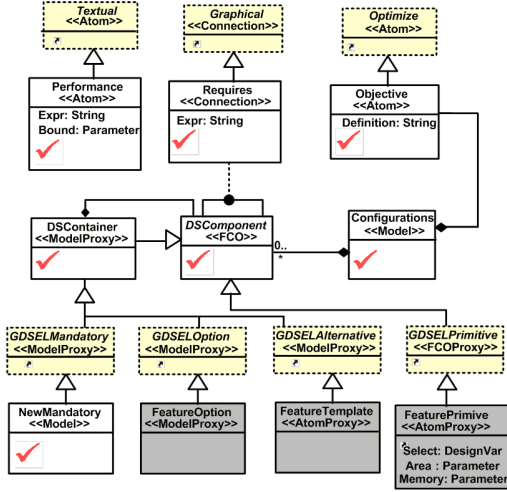 Textual
<<Atom>>
Graphical
<<Connection>>
Optimize
<<Atom>>
Performance
<<Atom>>
Expr: String
Bound: Parameter
Requires
<<Connection>>
Expr: String
Objective
<<Atom>>
Definition: String
DSContainer
<<ModelProxy>>
DSComponent
<<FCO>>
0..
*
Configurations
<<Model>>
GDSELMandatory
<<ModelProxy>>
GDSELOption
<<ModelProxy>>
GDSELAlternative
<<ModelProxy>>
GDSELPrimitive
<<FCOProxy>>
NewMandatory
<<Model>>
FeatureOption
<<ModelProxy>>
FeatureTemplate
<<AtomProxy>>
FeaturePrimive
<<AtomProxy>>
Select: DesignVar
Area : Parameter
Memory: Parameter